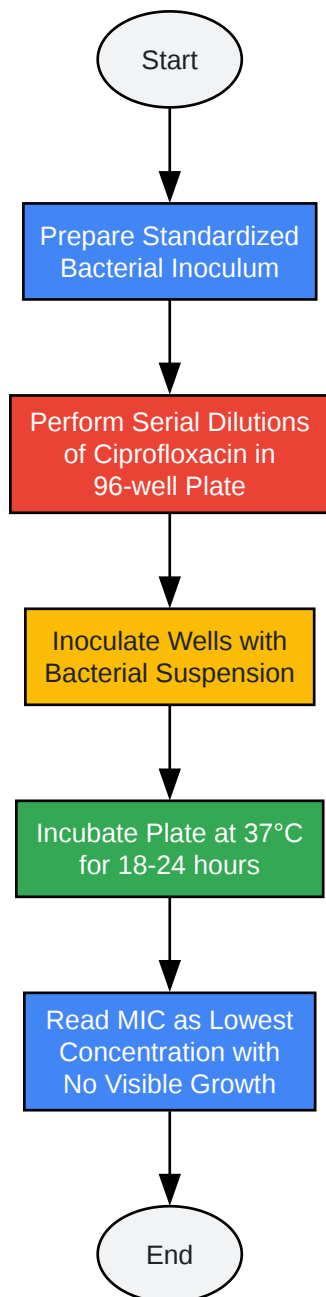 Start
Prepare Standardized
Bacterial Inoculum
Perform Serial Dilutions
of Ciprofloxacin in
96-well Plate
Inoculate Wells with
Bacterial Suspension
Incubate Plate at 37°C
for 18-24 hours
Read MIC as Lowest
Concentration with
No Visible Growth
End